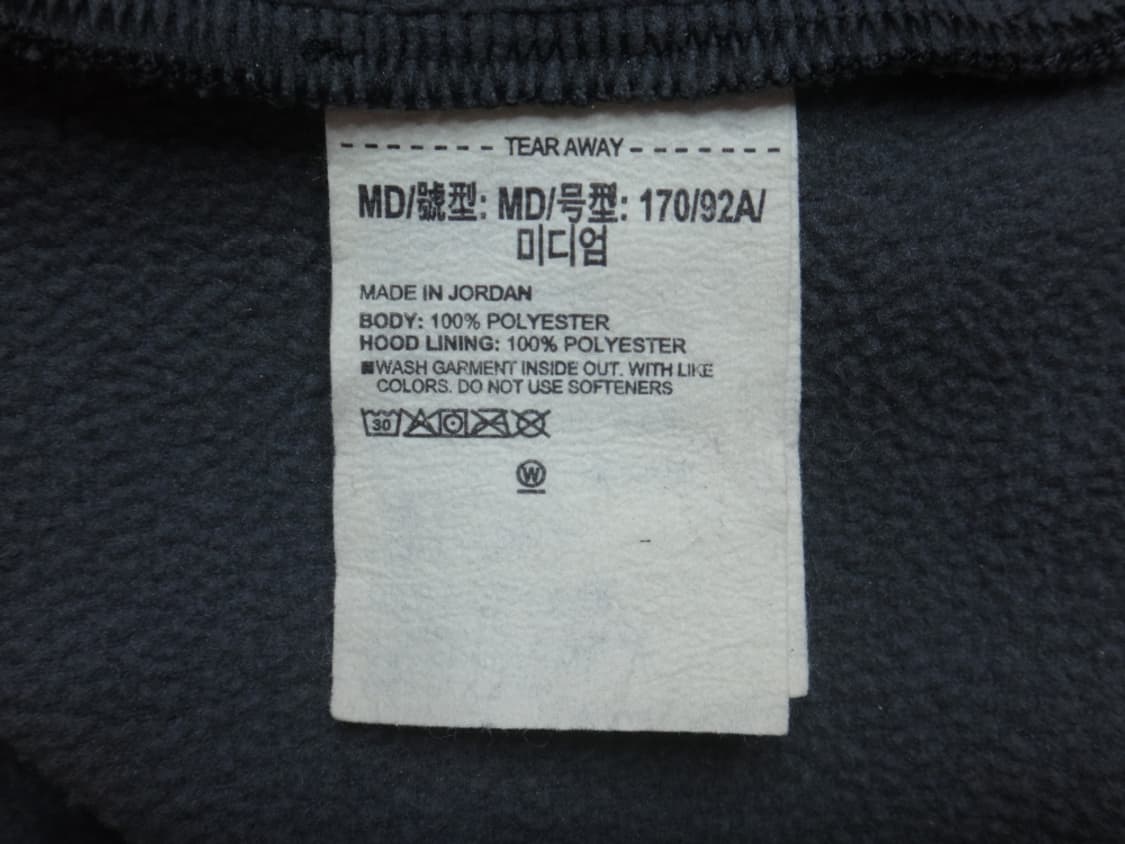 TEAR AWAY
MD/號型: MD/号型: 170/92A/
미디엄
MADE IN JORDAN
BODY: 100% POLYESTER
HOOD LINING: 100% POLYESTER
■WASH GARMENT INSIDE OUT. WITH LIKE
COLORS. DO NOT USE SOFTENERS
30
W